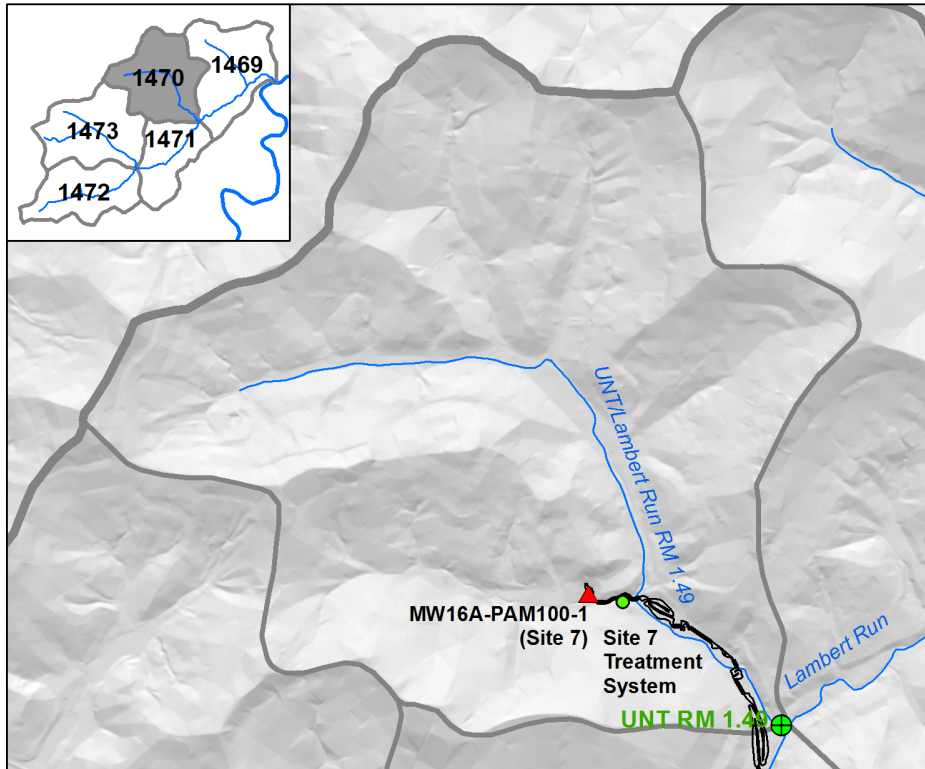 1470
1469
1473
1471
1472
UNT/Lambert Run RM 1.49
MW16A-PAM100-1
(Site 7)
Site 7
Treatment
System
Lambert Run
UNT RM 1.49